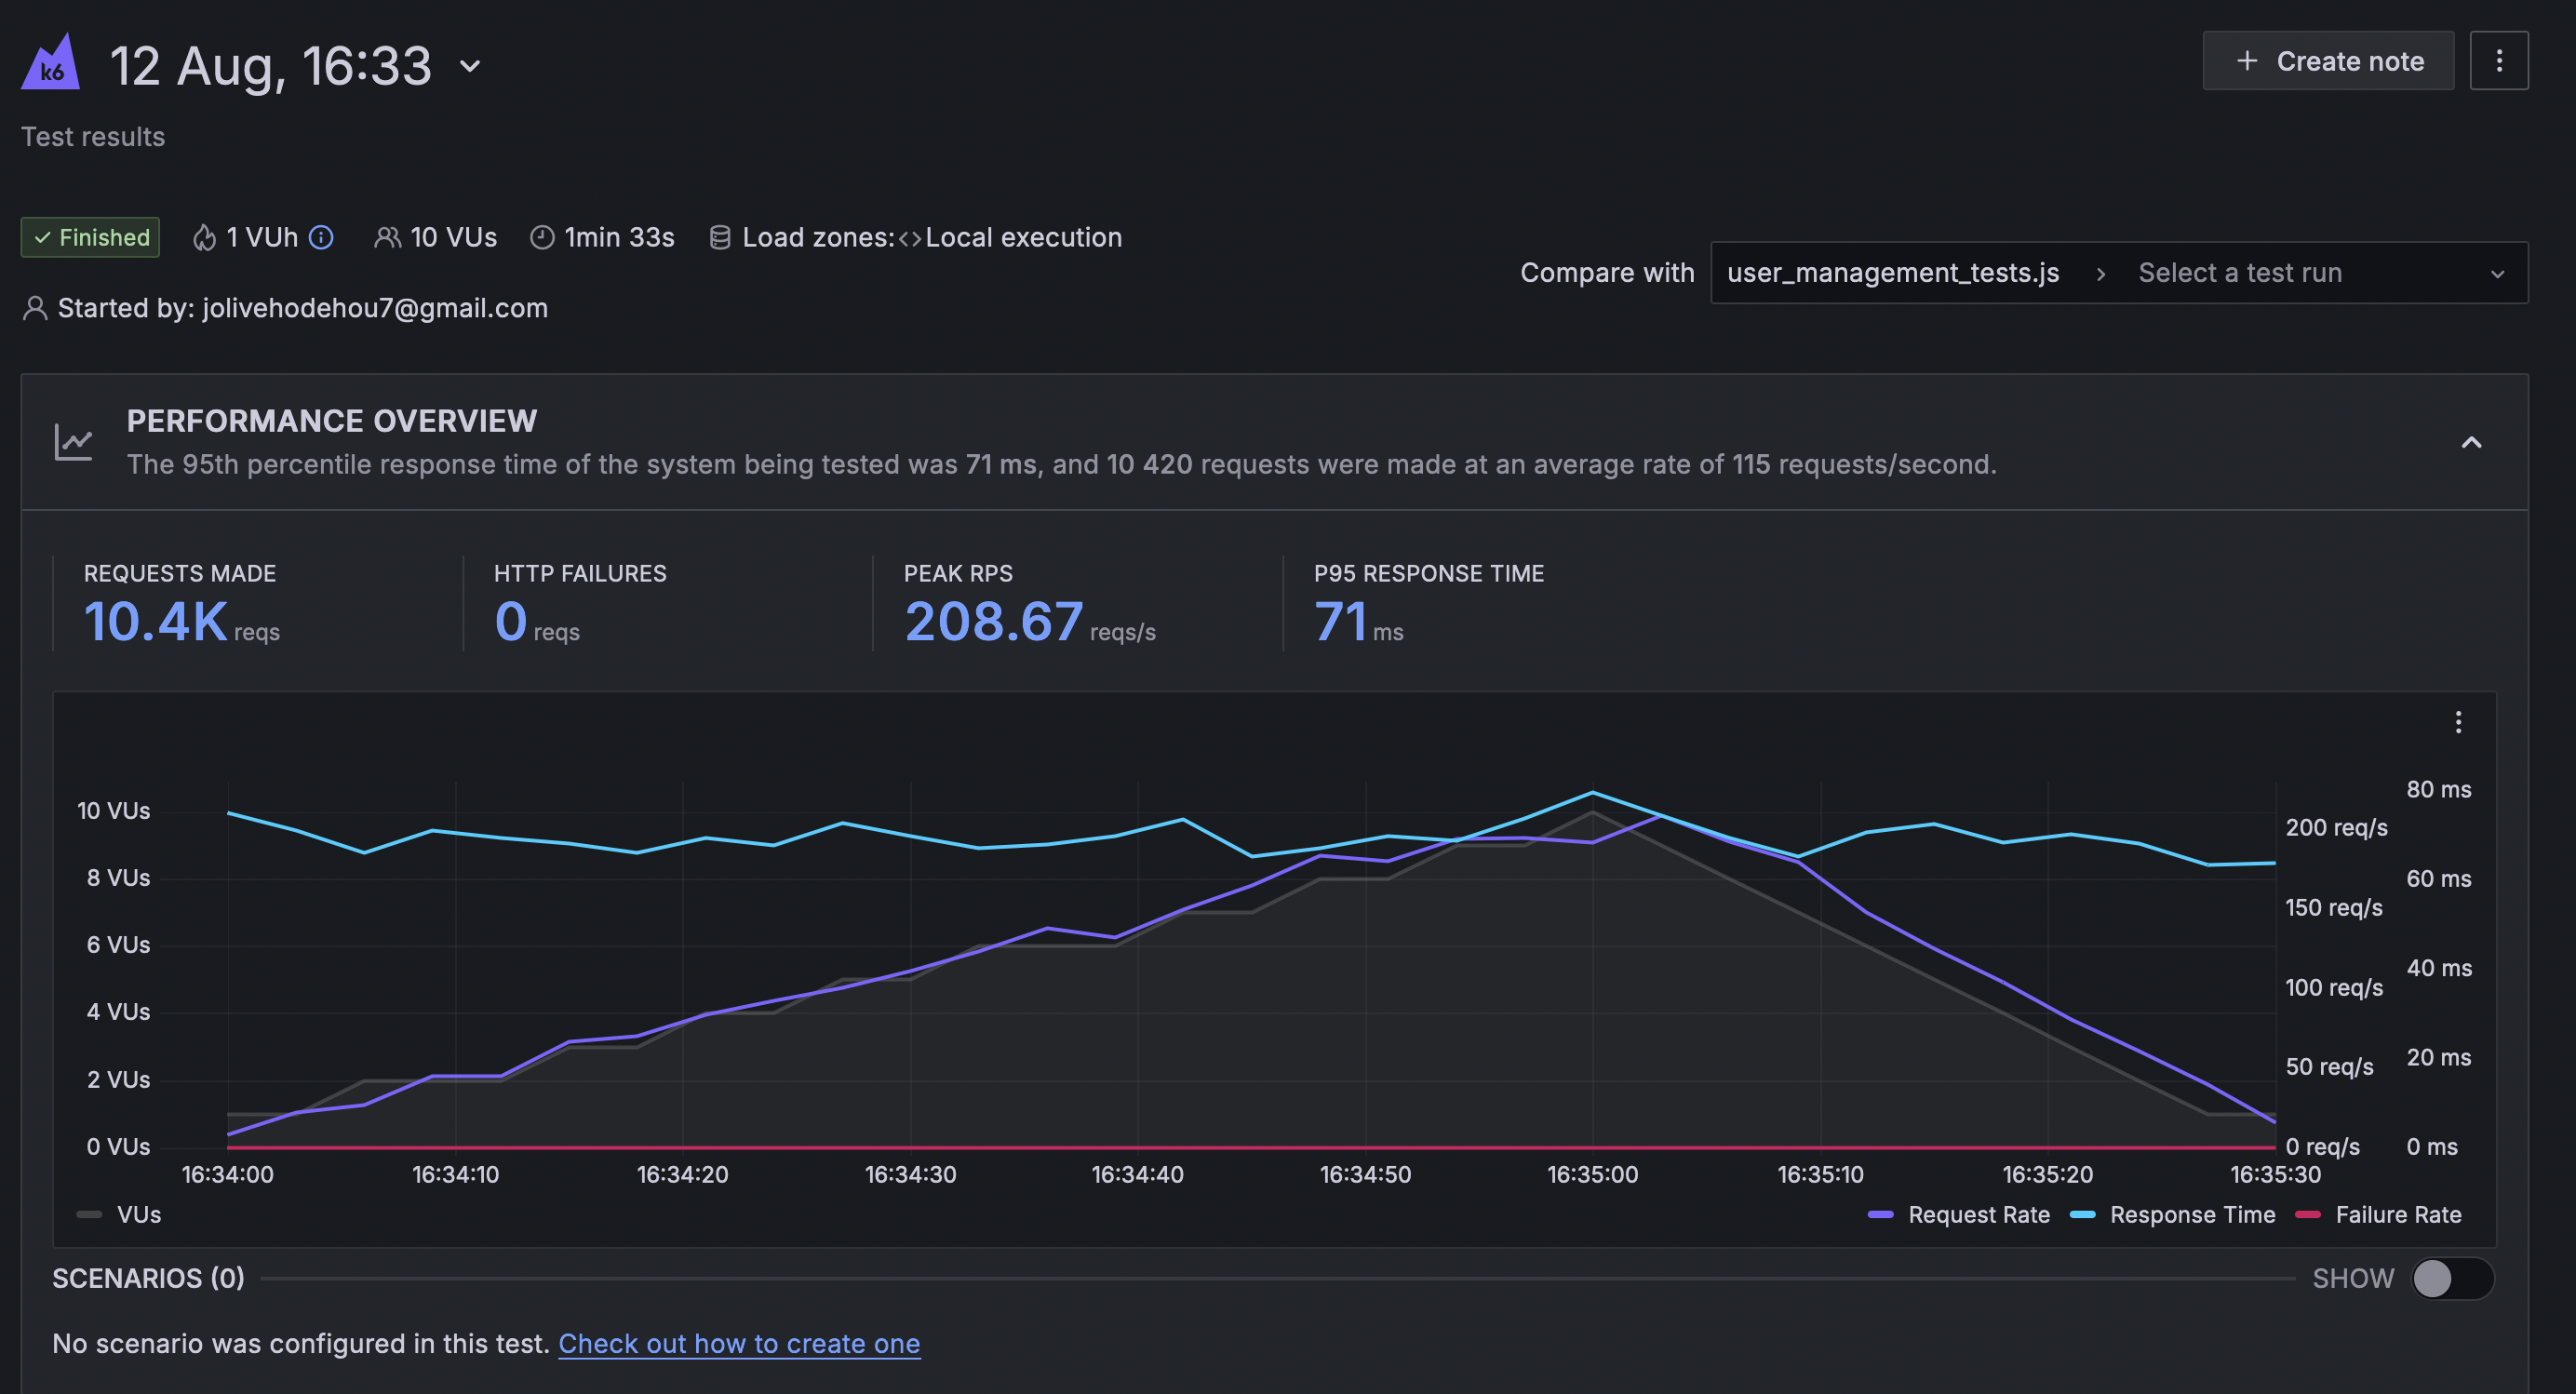 k6
12 Aug, 16:33
Create note
Test results
Finished
1 VUh
10 VUs
1min 33s
Load zones: Local execution
Compare with
user_management_tests.js
Select a test run
Started by: jolivehodehou7@gmail.com
PERFORMANCE OVERVIEW
The 95th percentile response time of the system being tested was 71 ms, and 10 420 requests were made at an average rate of 115 requests/second.
REQUESTS MADE
10.4K reqs
HTTP FAILURES
0 reqs
PEAK RPS
208.67 reqs/s
P95 RESPONSE TIME
71 ms
10 VUs
8 VUs
6 VUs
4 VUs
2 VUs
0 VUs
80 ms
200 req/s
60 ms
150 req/s
40 ms
100 req/s
20 ms
50 req/s
0 req/s
0 ms
16:34:00
16:34:10
16:34:20
16:34:30
16:34:40
16:34:50
16:35:00
16:35:10
16:35:20
16:35:30
VUs
Request Rate
Response Time
Failure Rate
SCENARIOS (0)
SHOW
No scenario was configured in this test. Check out how to create one